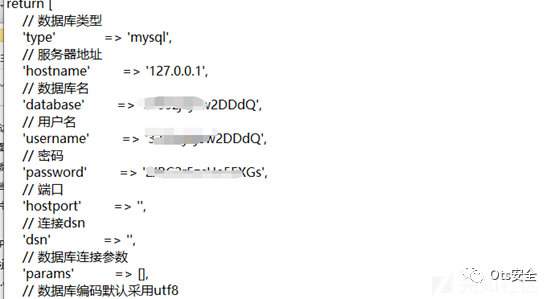 return [
// 数据库类型
'type' => 'mysql',
// 服务器地址
'hostname' => '127.0.0.1',
// 数据库名
'database' => w2DDdQ',
// 用户名
'username' => '3 w2DDdQ',
// 密码
'password' => XGs',
// 端口
'hostport' => '',
// 连接dsn
'dsn' => '',
// 数据库连接参数
'params' => [],
// 数据库编码默认采用utf8
Ots安全